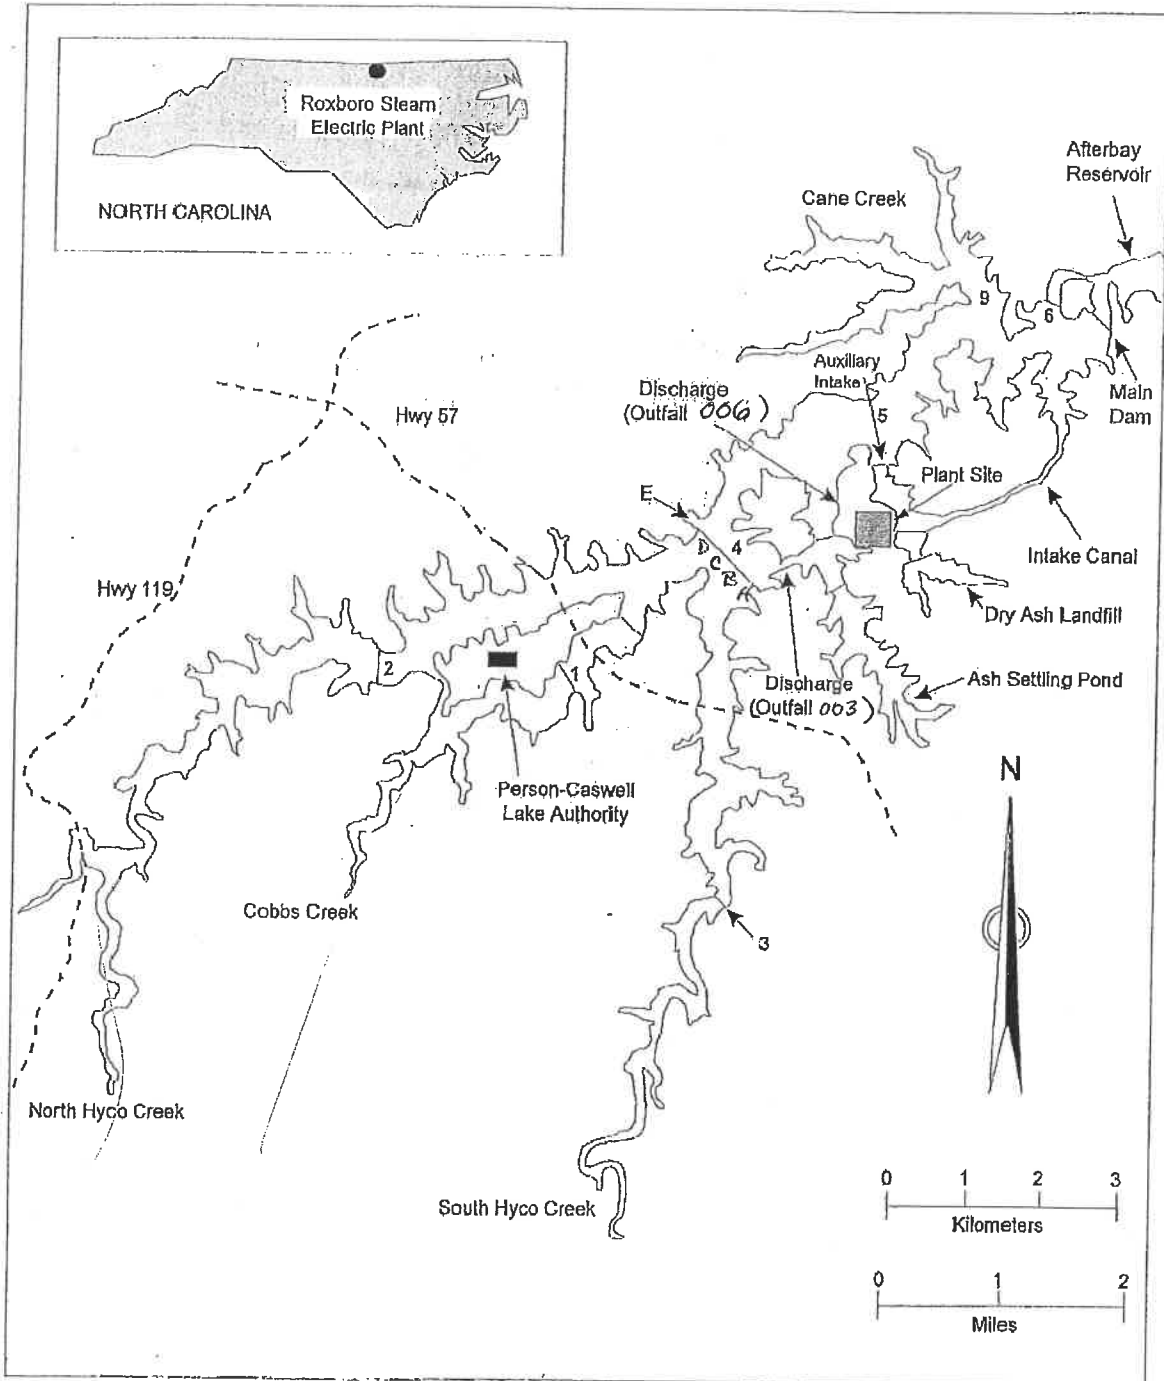 Roxboro Steam
Electric Plant
NORTH CAROLINA
Afterbay
Reservoir
Cane Creek
9
6
Auxillary
Intake
Main
Dam
Discharge
(Outfall 006)
5
Hwy 57
Plant Site
E
D
4
C
B
A
Intake Canal
Hwy 119
Dry Ash Landfill
2
1
Ash Settling Pond
Discharge
(Outfall 003)
Person-Caswell
Lake Authority
N
Cobbs Creek
3
North Hyco Creek
South Hyco Creek
0 1 2 3
Kilometers
0 1 2
Miles